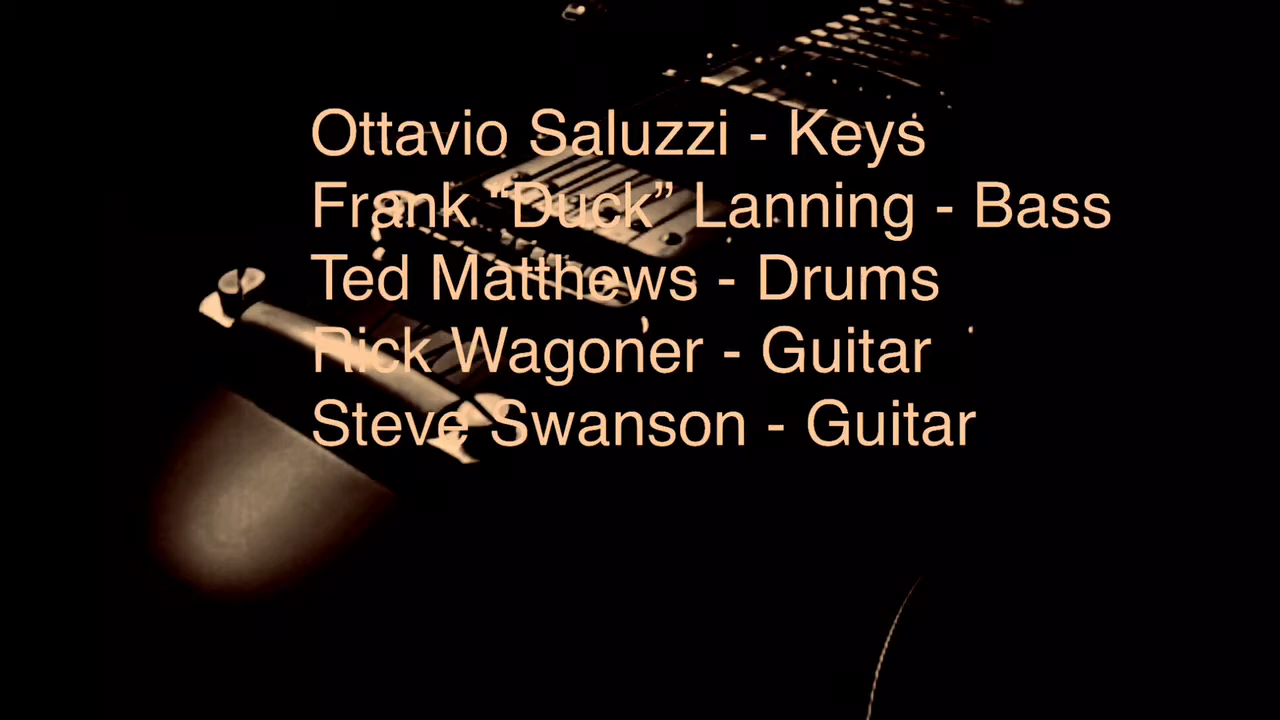 Ottavio Saluzzi - Keys
Frank “Duck” Lanning - Bass
Ted Matthews - Drums
Rick Wagoner - Guitar
Steve Swanson - Guitar